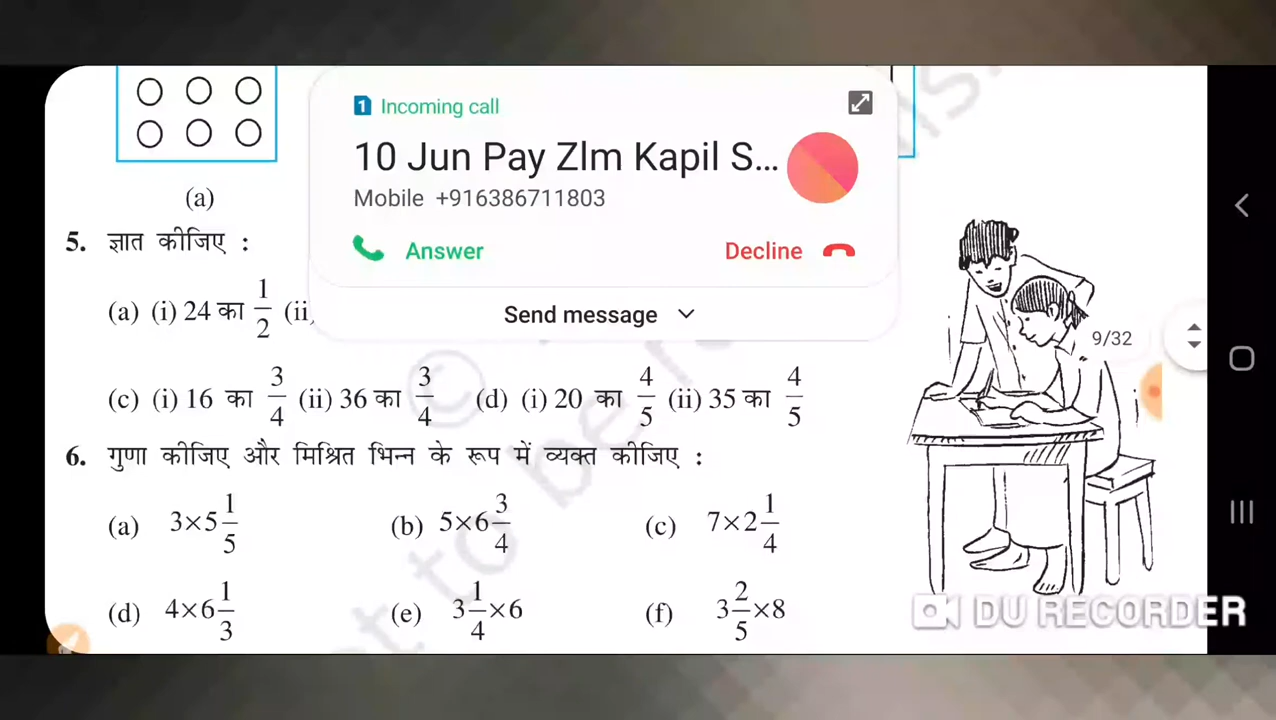 1 Incoming call
10 Jun Pay Zlm Kapil S...
Mobile +916386711803
Answer Decline
Send message
(a)
5. ज्ञात कीजिए :
(a) (i) 24 का 1/2 (ii)
(c) (i) 16 का 3/4 (ii) 36 का 3/4 (d) (i) 20 का 4/5 (ii) 35 का 4/5
9/32
6. गुणा कीजिए और मिश्रित भिन्न के रूप में व्यक्त कीजिए :
(a) 3×5 1/5 (b) 5×6 3/4 (c) 7×2 1/4
(d) 4×6 1/3 (e) 3 1/4×6 (f) 3 2/5×8
DU RECORDER